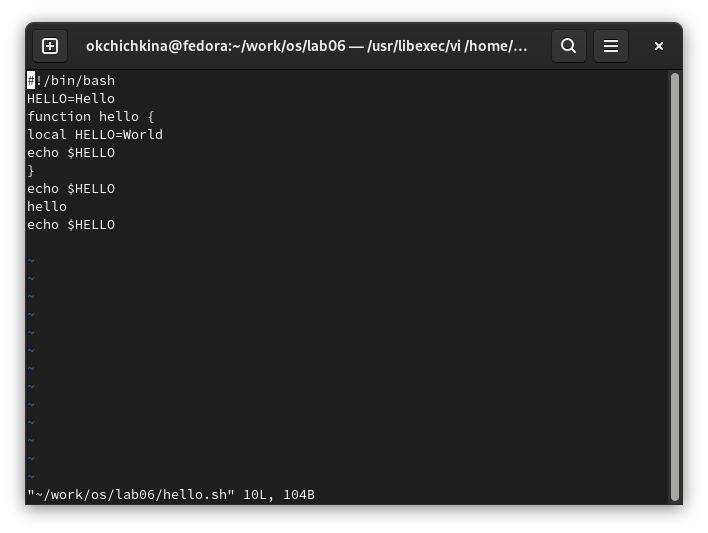 okchichkina@fedora:~/work/os/lab06 — /usr/libexec/vi /home/…
#!/bin/bash
HELLO=Hello
function hello {
local HELLO=World
echo $HELLO
}
echo $HELLO
hello
echo $HELLO
~
~
~
~
~
~
~
~
~
~
~
~
~
"~/work/os/lab06/hello.sh" 10L, 104B